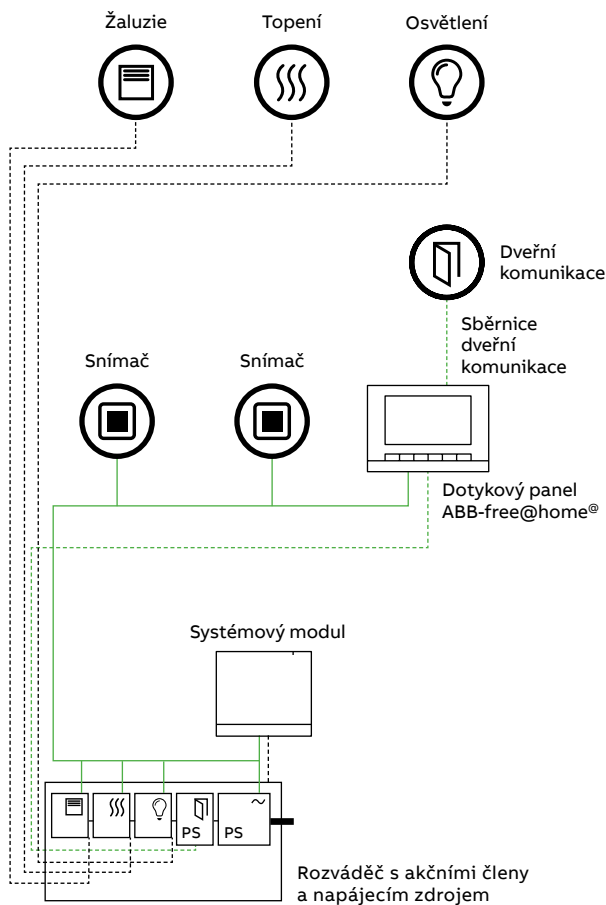 Žaluzie
Topení
Osvětlení
Dveřní
komunikace
Sběrnice
dveřní
komunikace
Snímač
Snímač
Dotykový panel
ABB-free@home®
Systémový modul
PS
PS
Rozváděč s akčními členy
a napájecím zdrojem